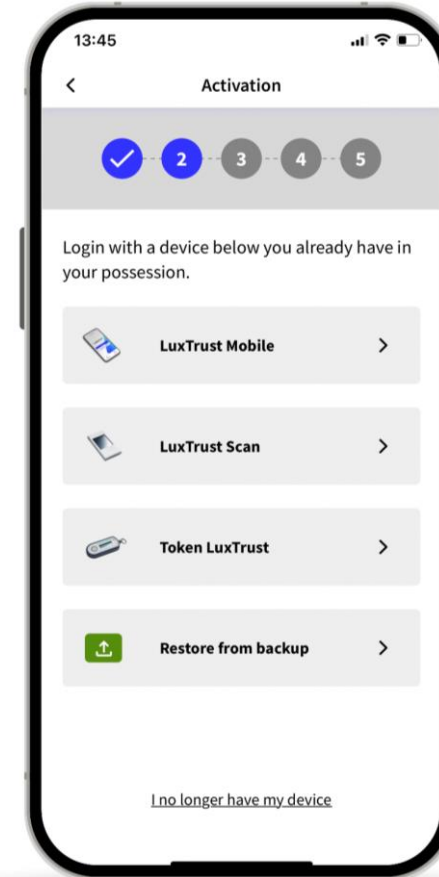 13:45
Activation
2 3 4 5
Login with a device below you already have in
your possession.
LuxTrust Mobile
LuxTrust Scan
Token LuxTrust
Restore from backup
I no longer have my device